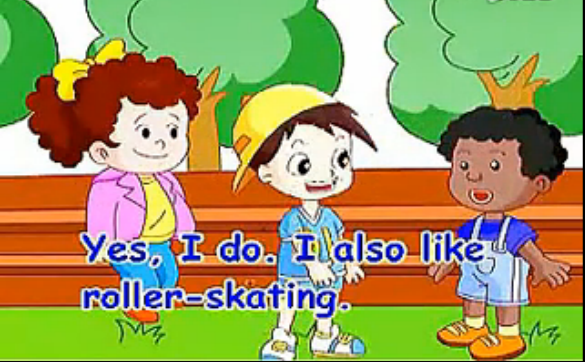 Yes, I do. I also like
roller-skating.